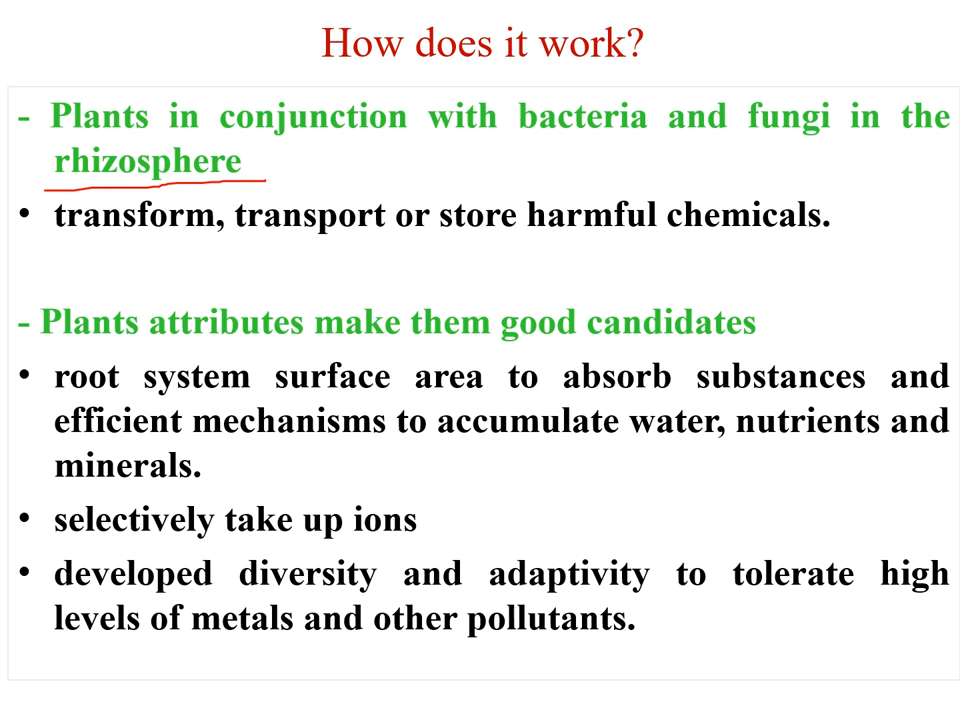 How does it work?
- Plants in conjunction with bacteria and fungi in the
rhizosphere
• transform, transport or store harmful chemicals.
- Plants attributes make them good candidates
• root system surface area to absorb substances and
efficient mechanisms to accumulate water, nutrients and
minerals.
• selectively take up ions
• developed diversity and adaptivity to tolerate high
levels of metals and other pollutants.